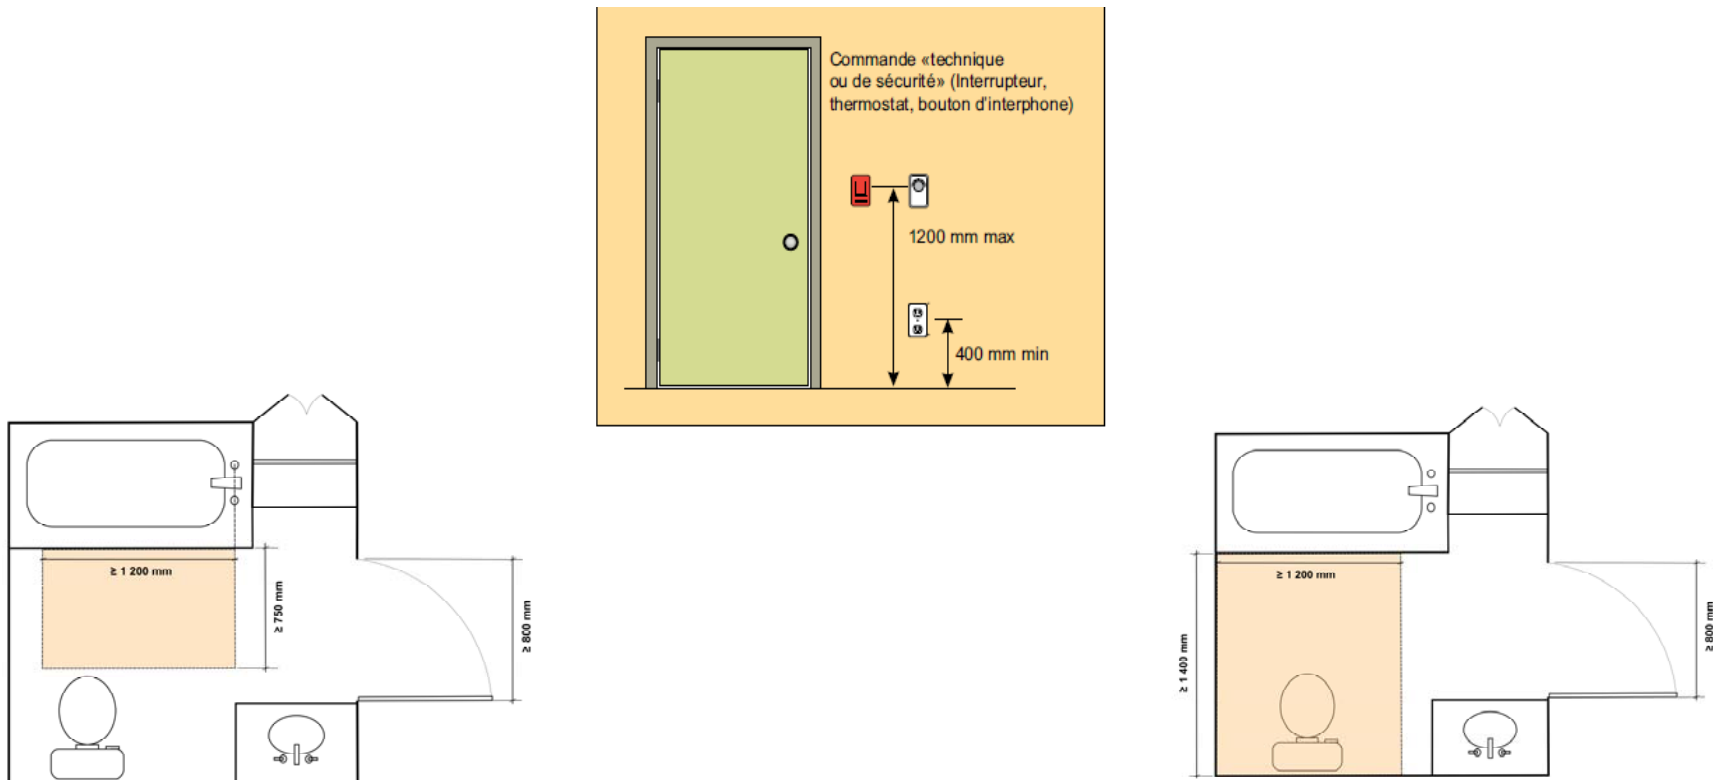 Commande «technique
ou de sécurité» (Interrupteur,
thermostat, bouton d'interphone)
1200 mm max
400 mm min
≥ 1 200 mm
≥ 750 mm
≥ 800 mm
≥ 1 200 mm
≥ 1 400 mm
≥ 800 mm